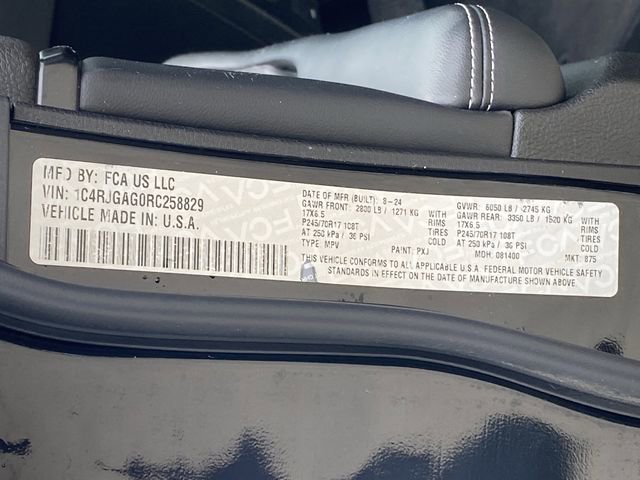 MFD BY: FCA US LLC
VIN: 1C4RJGAG0RC258829
VEHICLE MADE IN: U.S.A.
DATE OF MFR (BUILT): 8-24 GVWR: 6050 LB / 2745 KG
GAWR FRONT: 2800 LB / 1271 KG GAWR REAR: 3350 LB / 1520 KG
17X6.5 RIMS 17X6.5 RIMS
P245/70R17 108T TIRES P245/70R17 108T TIRES
AT 250 kPa / 36 PSI COLD AT 250 kPa / 36 PSI COLD
TYPE: MPV PAINT: PXJ MDH: 081400 MKT: 875
THIS VEHICLE CONFORMS TO ALL APPLICABLE U.S.A. FEDERAL MOTOR VEHICLE SAFETY
STANDARDS IN EFFECT ON THE DATE OF MANUFACTURE SHOWN ABOVE.